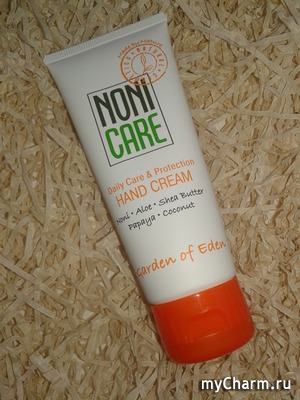 NONI
CARE
Daily Care & Protection
HAND CREAM
Noni • Aloe • Shea Butter
Papaya • Coconut
Garden of Eden
myCharm.ru